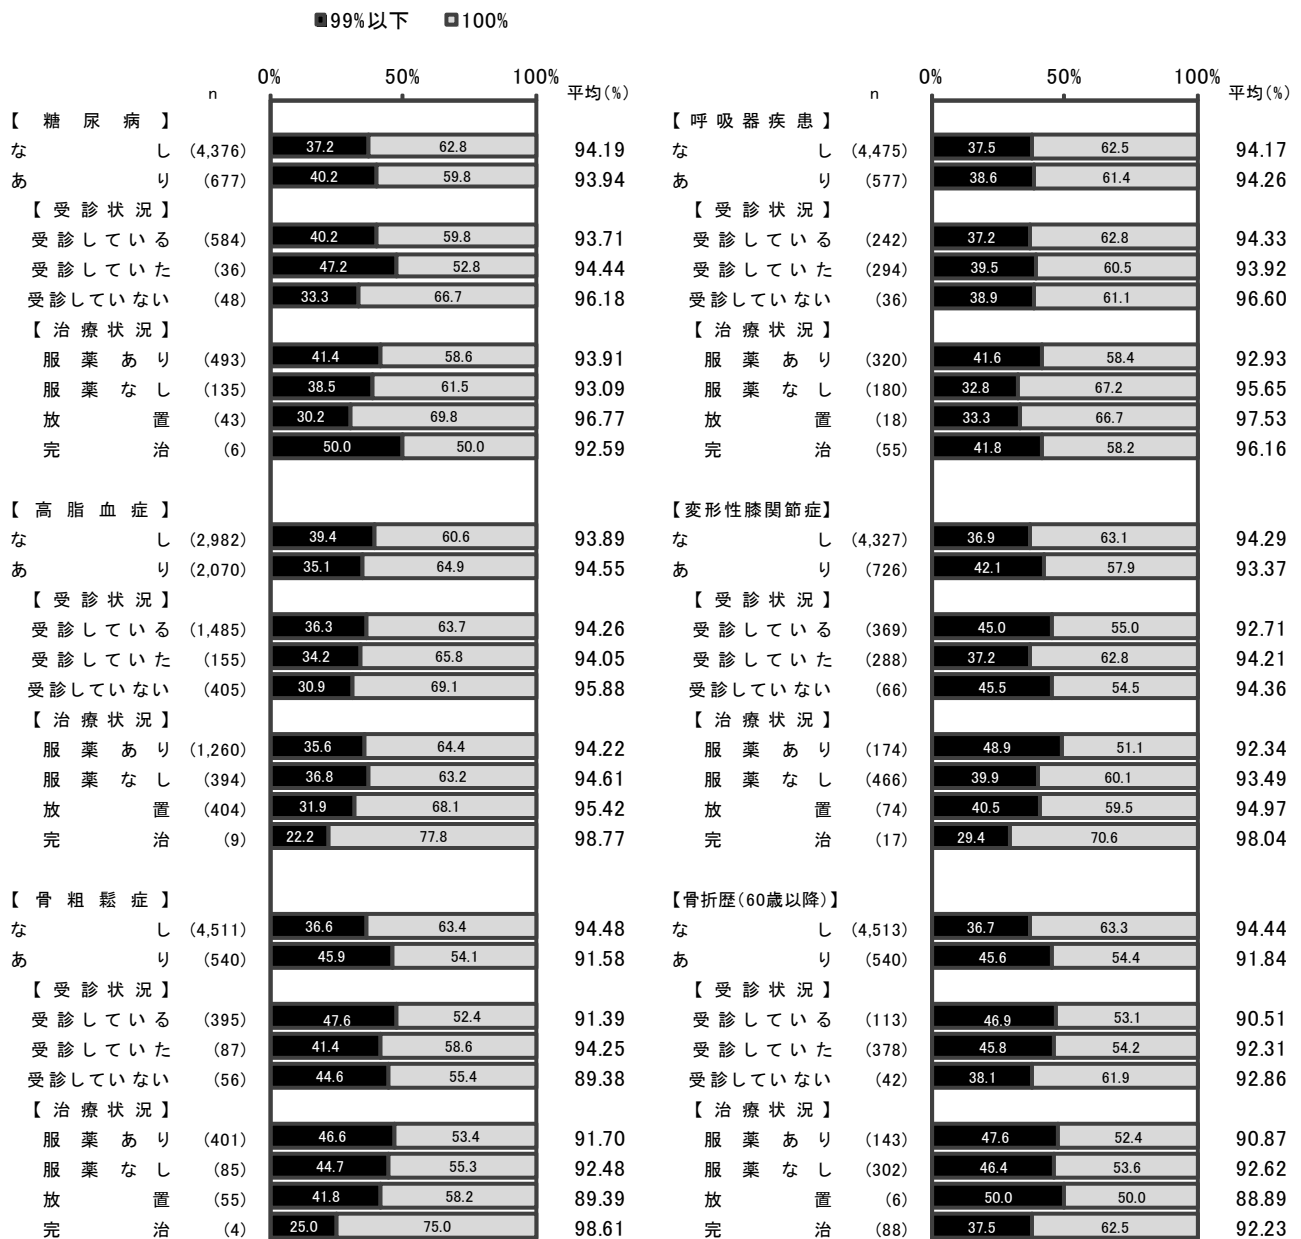 ■99%以下 □100%
n 0% 50% 100% 平均(%)
【糖尿病】
なし (4,376) 37.2 62.8 94.19
あり (677) 40.2 59.8 93.94
【受診状況】
受診している (584) 40.2 59.8 93.71
受診していた (36) 47.2 52.8 94.44
受診していない (48) 33.3 66.7 96.18
【治療状況】
服薬あり (493) 41.4 58.6 93.91
服薬なし (135) 38.5 61.5 93.09
放置 (43) 30.2 69.8 96.77
完治 (6) 50.0 50.0 92.59
【高脂血症】
なし (2,982) 39.4 60.6 93.89
あり (2,070) 35.1 64.9 94.55
【受診状況】
受診している (1,485) 36.3 63.7 94.26
受診していた (155) 34.2 65.8 94.05
受診していない (405) 30.9 69.1 95.88
【治療状況】
服薬あり (1,260) 35.6 64.4 94.22
服薬なし (394) 36.8 63.2 94.61
放置 (404) 31.9 68.1 95.42
完治 (9) 22.2 77.8 98.77
【骨粗鬆症】
なし (4,511) 36.6 63.4 94.48
あり (540) 45.9 54.1 91.58
【受診状況】
受診している (395) 47.6 52.4 91.39
受診していた (87) 41.4 58.6 94.25
受診していない (56) 44.6 55.4 89.38
【治療状況】
服薬あり (401) 46.6 53.4 91.70
服薬なし (85) 44.7 55.3 92.48
放置 (55) 41.8 58.2 89.39
完治 (4) 25.0 75.0 98.61
n 0% 50% 100% 平均(%)
【呼吸器疾患】
なし (4,475) 37.5 62.5 94.17
あり (577) 38.6 61.4 94.26
【受診状況】
受診している (242) 37.2 62.8 94.33
受診していた (294) 39.5 60.5 93.92
受診していない (36) 38.9 61.1 96.60
【治療状況】
服薬あり (320) 41.6 58.4 92.93
服薬なし (180) 32.8 67.2 95.65
放置 (18) 33.3 66.7 97.53
完治 (55) 41.8 58.2 96.16
【変形性膝関節症】
なし (4,327) 36.9 63.1 94.29
あり (726) 42.1 57.9 93.37
【受診状況】
受診している (369) 45.0 55.0 92.71
受診していた (288) 37.2 62.8 94.21
受診していない (66) 45.5 54.5 94.36
【治療状況】
服薬あり (174) 48.9 51.1 92.34
服薬なし (466) 39.9 60.1 93.49
放置 (74) 40.5 59.5 94.97
完治 (17) 29.4 70.6 98.04
【骨折歴(60歳以降)】
なし (4,513) 36.7 63.3 94.44
あり (540) 45.6 54.4 91.84
【受診状況】
受診している (113) 46.9 53.1 90.51
受診していた (378) 45.8 54.2 92.31
受診していない (42) 38.1 61.9 92.86
【治療状況】
服薬あり (143) 47.6 52.4 90.87
服薬なし (302) 46.4 53.6 92.62
放置 (6) 50.0 50.0 88.89
完治 (88) 37.5 62.5 92.23